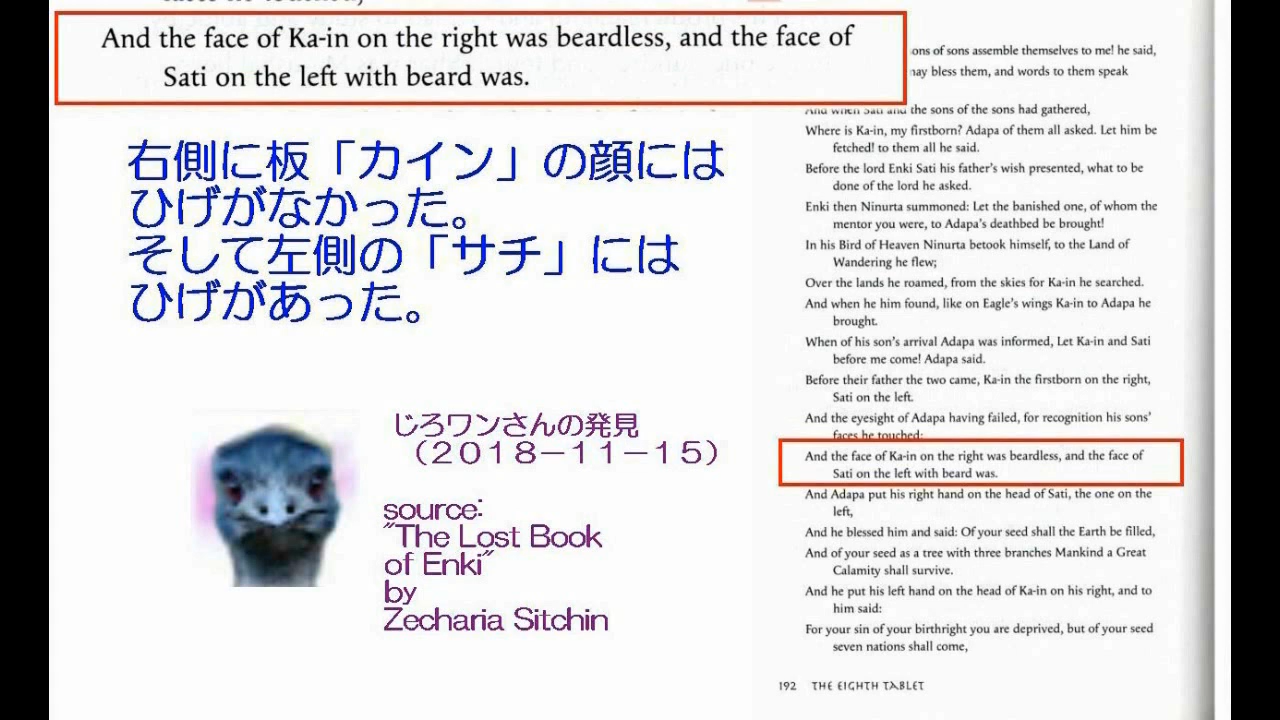 And the face of Ka-in on the right was beardless, and the face of
Sati on the left with beard was.
右側に板「カイン」の顔には
ひげがなかった。
そして左側の「サチ」には
ひげがあった。
じろワンさんの発見
（２０１８－１１－１５）
source:
"The Lost Book
of Enki"
by
Zecharia Sitchin
ons of sons assemble themselves to me! he said,
may bless them, and words to them speak
And when Sati and the sons of the sons had gathered,
Where is Ka-in, my firstborn? Adapa of them all asked. Let him be
fetched! to them all he said.
Before the lord Enki Sati his father's wish presented, what to be
done of the lord he asked.
Enki then Ninurta summoned: Let the banished one, of whom the
mentor you were, to Adapa's deathbed be brought!
In his Bird of Heaven Ninurta betook himself, to the Land of
Wandering he flew;
Over the lands he roamed, from the skies for Ka-in he searched.
And when he him found, like on Eagle's wings Ka-in to Adapa he
brought.
When of his son's arrival Adapa was informed, Let Ka-in and Sati
before me come! Adapa said.
Before their father the two came, Ka-in the firstborn on the right,
Sati on the left.
And the eyesight of Adapa having failed, for recognition his sons'
faces he touched;
And the face of Ka-in on the right was beardless, and the face of
Sati on the left with beard was.
And Adapa put his right hand on the head of Sati, the one on the
left,
And he blessed him and said: Of your seed shall the Earth be filled,
And of your seed as a tree with three branches Mankind a Great
Calamity shall survive.
And he put his left hand on the head of Ka-in on his right, and to
him said:
For your sin of your birthright you are deprived, but of your seed
seven nations shall come,
192 THE EIGHTH TABLET